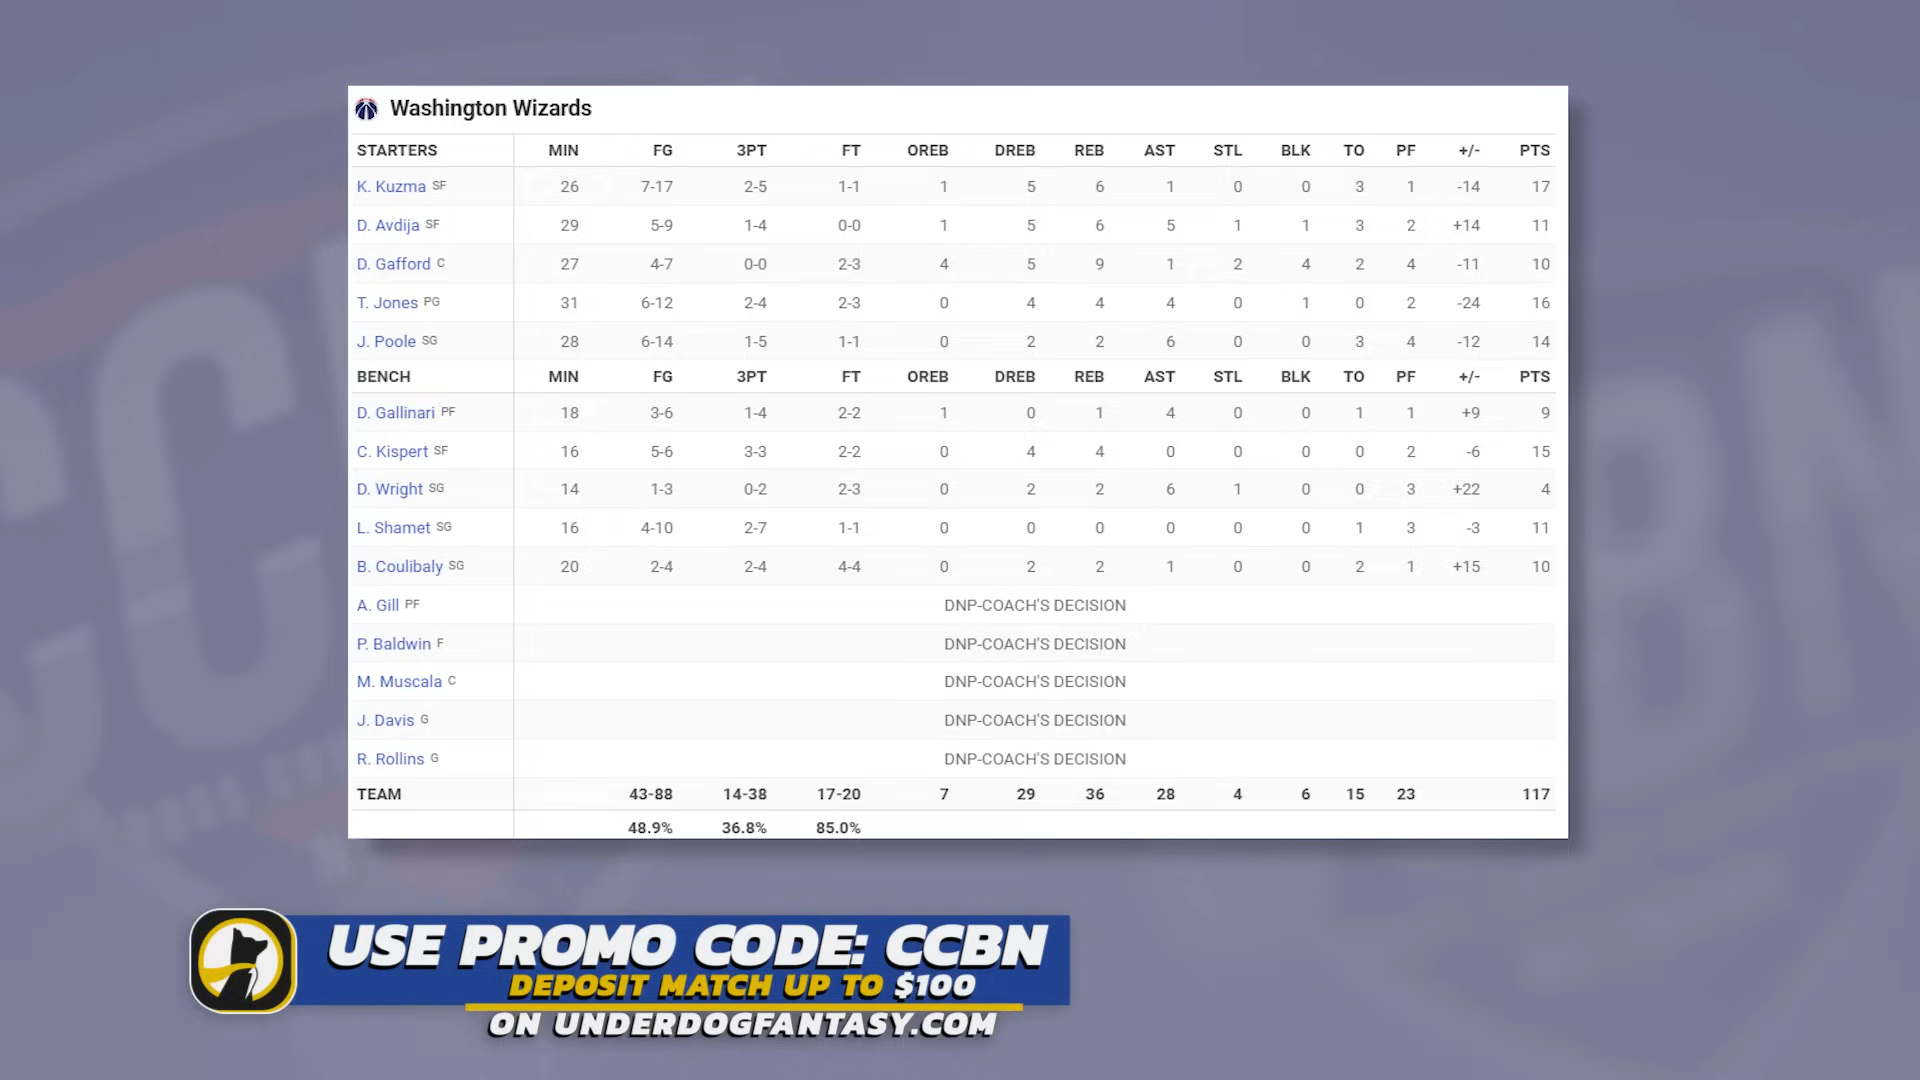 Washington Wizards
STARTERS MIN FG 3PT FT OREB DREB REB AST STL BLK TO PF +/- PTS
K. Kuzma SF 26 7-17 2-5 1-1 1 5 6 1 0 0 3 1 -14 17
D. Avdija SF 29 5-9 1-4 0-0 1 5 6 5 1 1 3 2 +14 11
D. Gafford C 27 4-7 0-0 2-3 4 5 9 1 2 4 2 4 -11 10
T. Jones PG 31 6-12 2-4 2-3 0 4 4 4 0 1 0 2 -24 16
J. Poole SG 28 6-14 1-5 1-1 0 2 2 6 0 0 3 4 -12 14
BENCH MIN FG 3PT FT OREB DREB REB AST STL BLK TO PF +/- PTS
D. Gallinari PF 18 3-6 1-4 2-2 1 0 1 4 0 0 1 1 +9 9
C. Kispert SF 16 5-6 3-3 2-2 0 4 4 0 0 0 0 2 -6 15
D. Wright SG 14 1-3 0-2 2-3 0 2 2 6 1 0 0 3 +22 4
L. Shamet SG 16 4-10 2-7 1-1 0 0 0 0 0 0 1 3 -3 11
B. Coulibaly SG 20 2-4 2-4 4-4 0 2 2 1 0 0 2 1 +15 10
A. Gill PF DNP-COACH'S DECISION
P. Baldwin F DNP-COACH'S DECISION
M. Muscala C DNP-COACH'S DECISION
J. Davis G DNP-COACH'S DECISION
R. Rollins G DNP-COACH'S DECISION
TEAM 43-88 14-38 17-20 7 29 36 28 4 6 15 23 117
48.9% 36.8% 85.0%
USE PROMO CODE: CCBN
DEPOSIT MATCH UP TO $100
ON UNDERDOGFANTASY.COM